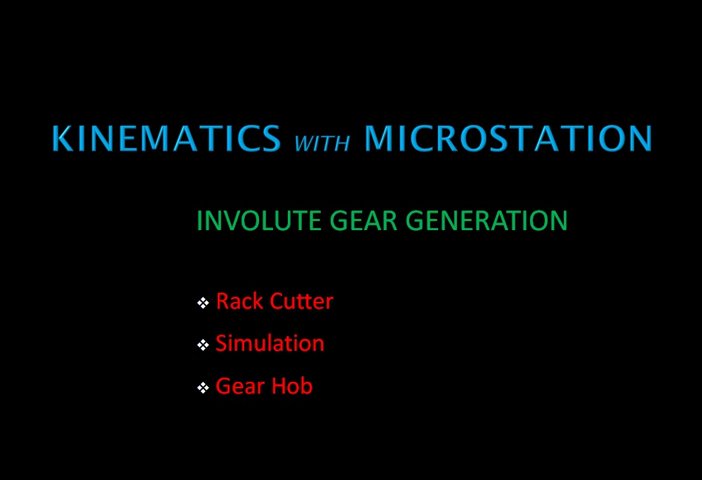 KINEMATICS WITH MICROSTATION
INVOLUTE GEAR GENERATION
❖ Rack Cutter
❖ Simulation
❖ Gear Hob